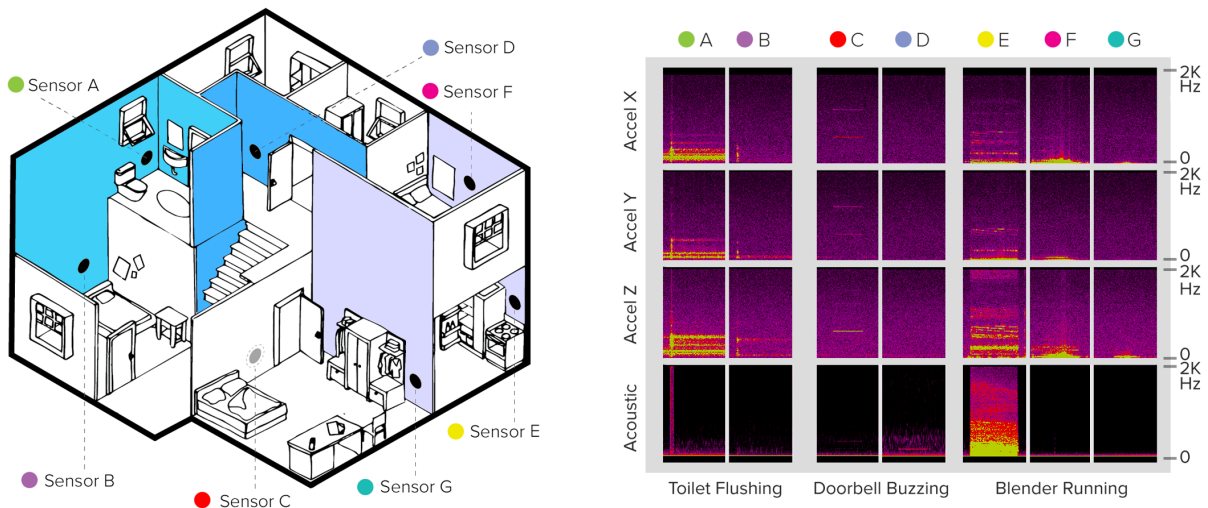 Sensor D
Sensor A
Sensor F
Sensor E
Sensor B
Sensor G
Sensor C
A
B
C
D
E
F
G
Accel X
2K
Hz
0
Accel Y
2K
Hz
0
Accel Z
2K
Hz
0
Acoustic
2K
Hz
0
Toilet Flushing
Doorbell Buzzing
Blender Running